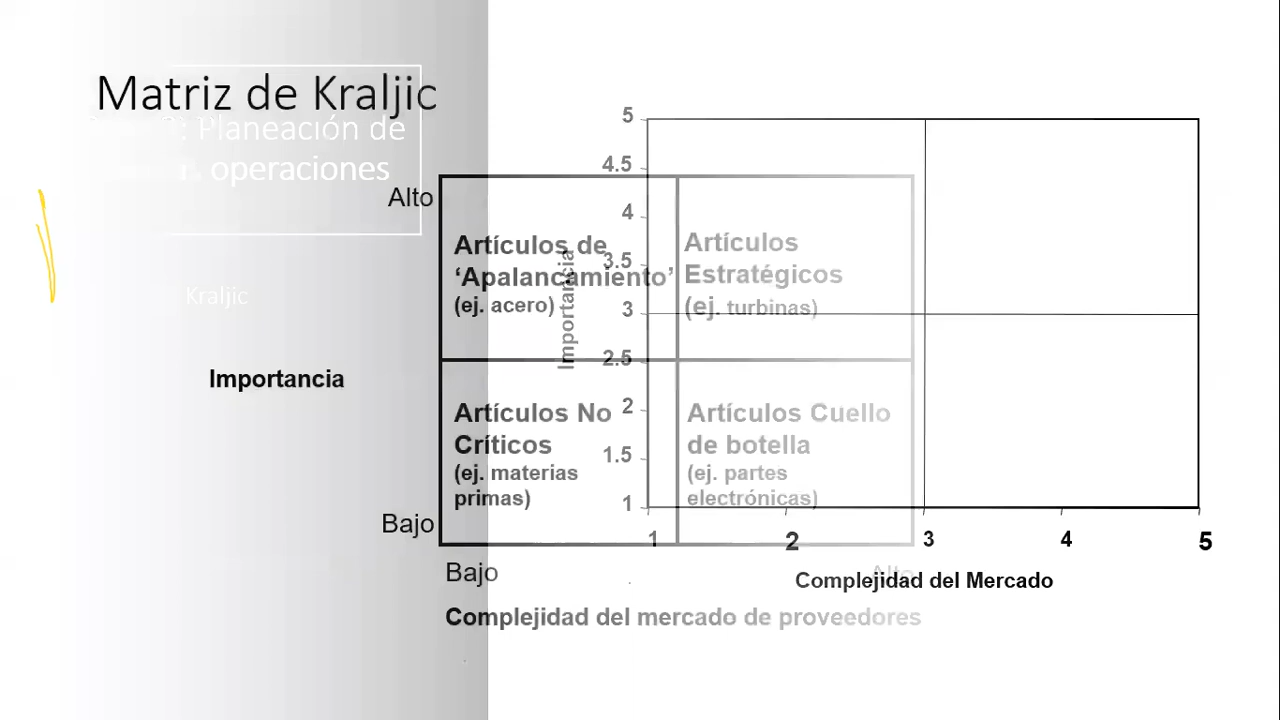 Matriz de Kraljic
Planeación de
operaciones
Kraljic
Alto
Importancia
Bajo
Artículos de
‘Apalancamiento’
(ej. acero)
Artículos
Estratégicos
(ej. turbinas)
Artículos No
Críticos
(ej. materias
primas)
Artículos Cuello
de botella
(ej. partes
electrónicas)
Bajo
Alto
Complejidad del mercado de proveedores
5
4.5
4
3.5
3
2.5
2
1.5
1
Importancia
1 2 3 4 5
Complejidad del Mercado